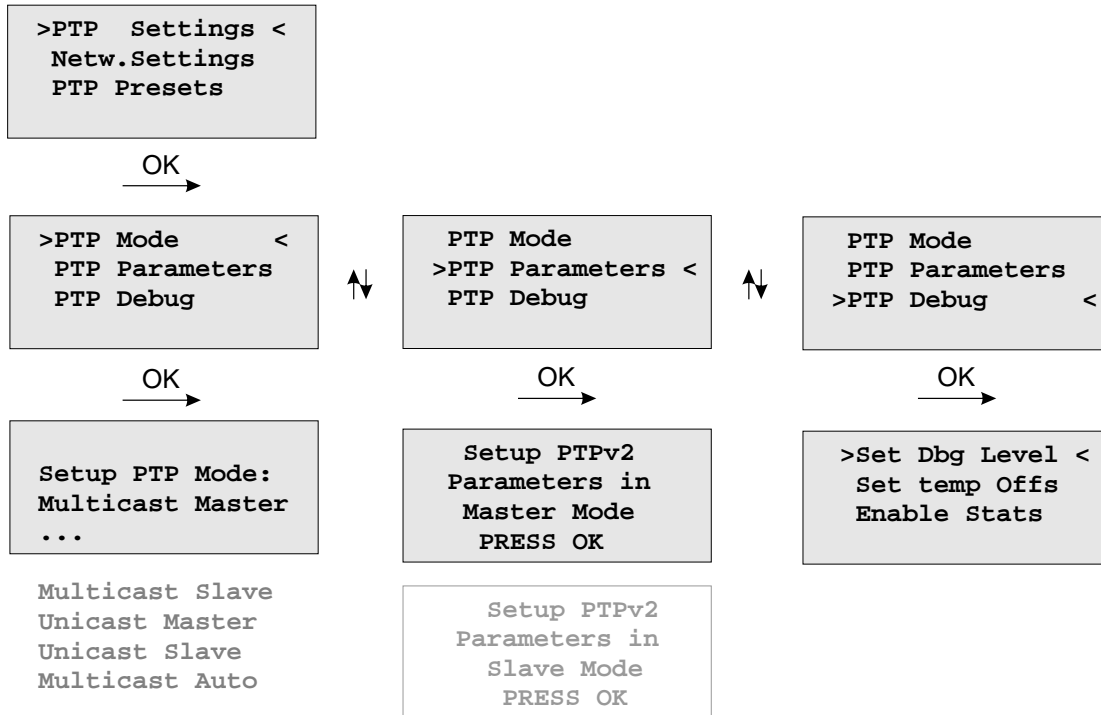 >PTP Settings <
Netw.Settings
PTP Presets
OK
>PTP Mode <
PTP Parameters
PTP Debug
PTP Mode
>PTP Parameters <
PTP Debug
PTP Mode
PTP Parameters
>PTP Debug <
OK
OK
OK
Setup PTP Mode:
Multicast Master
...
Multicast Slave
Unicast Master
Unicast Slave
Multicast Auto
Setup PTPv2
Parameters in
Master Mode
PRESS OK
Setup PTPv2
Parameters in
Slave Mode
PRESS OK
>Set Dbg Level <
Set temp Offs
Enable Stats